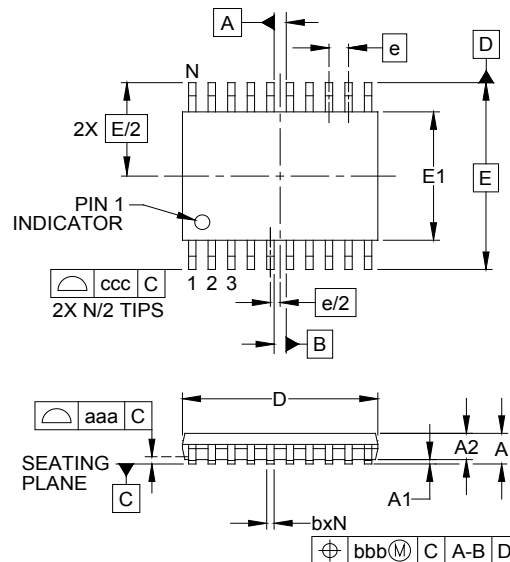 A
e
D
N
2X E/2
E1
E
PIN 1
INDICATOR
ccc C
1 2 3
2X N/2 TIPS
e/2
B
D
aaa C
A2 A
SEATING
PLANE
C
A1
bxN
bbbⓂ C A-B D